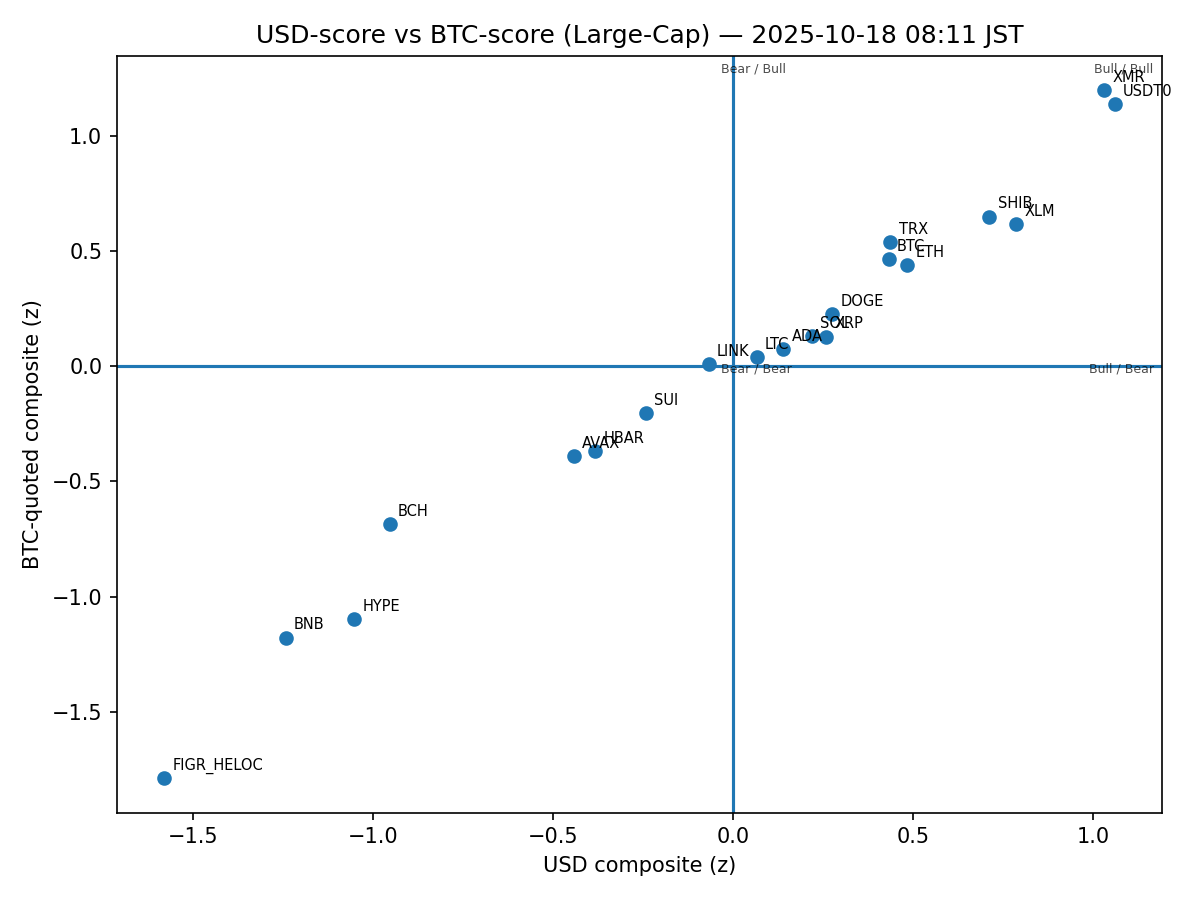 USD-score vs BTC-score (Large-Cap) — 2025-10-18 08:11 JST
Bear / Bull
Bull / Bull
XMR
USDT0
1.0
SHIB
XLM
TRX
BTC
ETH
0.5
DOGE
SOL
XRP
ADA
LTC
LINK
0.0
Bear / Bear
Bull / Bear
SUI
HBAR
AVAX
−0.5
BCH
−1.0
HYPE
BNB
−1.5
FIGR_HELOC
−1.5 −1.0 −0.5 0.0 0.5 1.0
USD composite (z)
BTC-quoted composite (z)